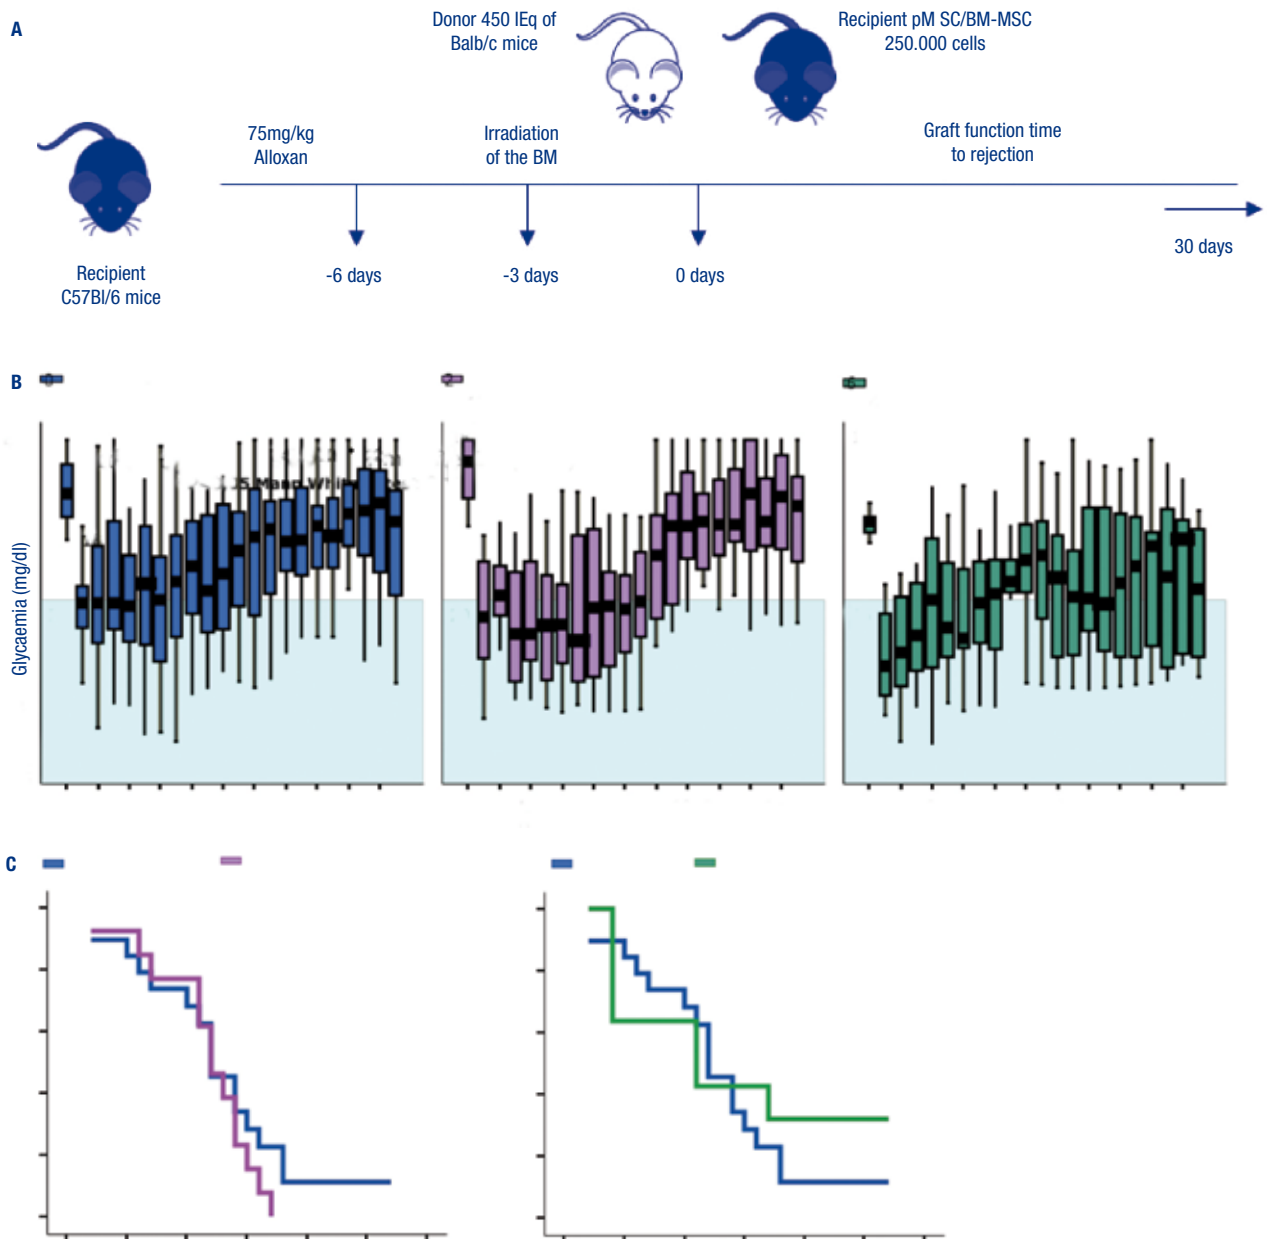 A
Donor 450 IEq of
Balb/c mice
Recipient pM SC/BM-MSC
250.000 cells
75mg/kg
Alloxan
Irradiation
of the BM
Graft function time
to rejection
-6 days
-3 days
0 days
30 days
Recipient
C57Bl/6 mice
B
Glycaemia (mg/dl)
C